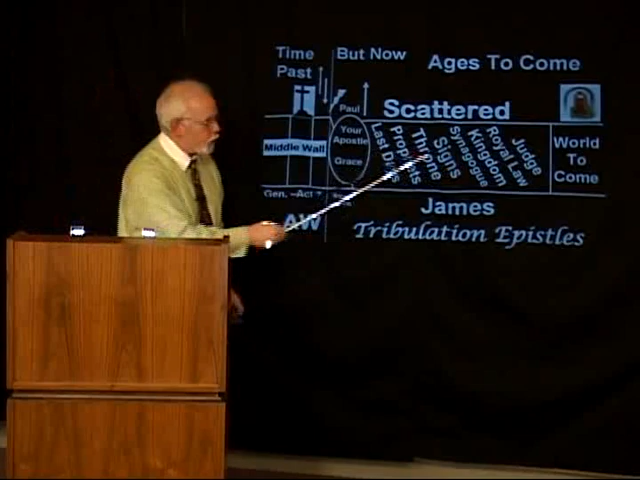 Time
Past
But Now
Ages To Come
Paul
Scattered
Your
Apostle
Grace
Middle Wall
Last Days
Prophets
Throne
Signs
Synagogue
Kingdom
Royal Law
Judge
World
To
Come
Gen. –Act 7
James
AW
Tribulation Epistles